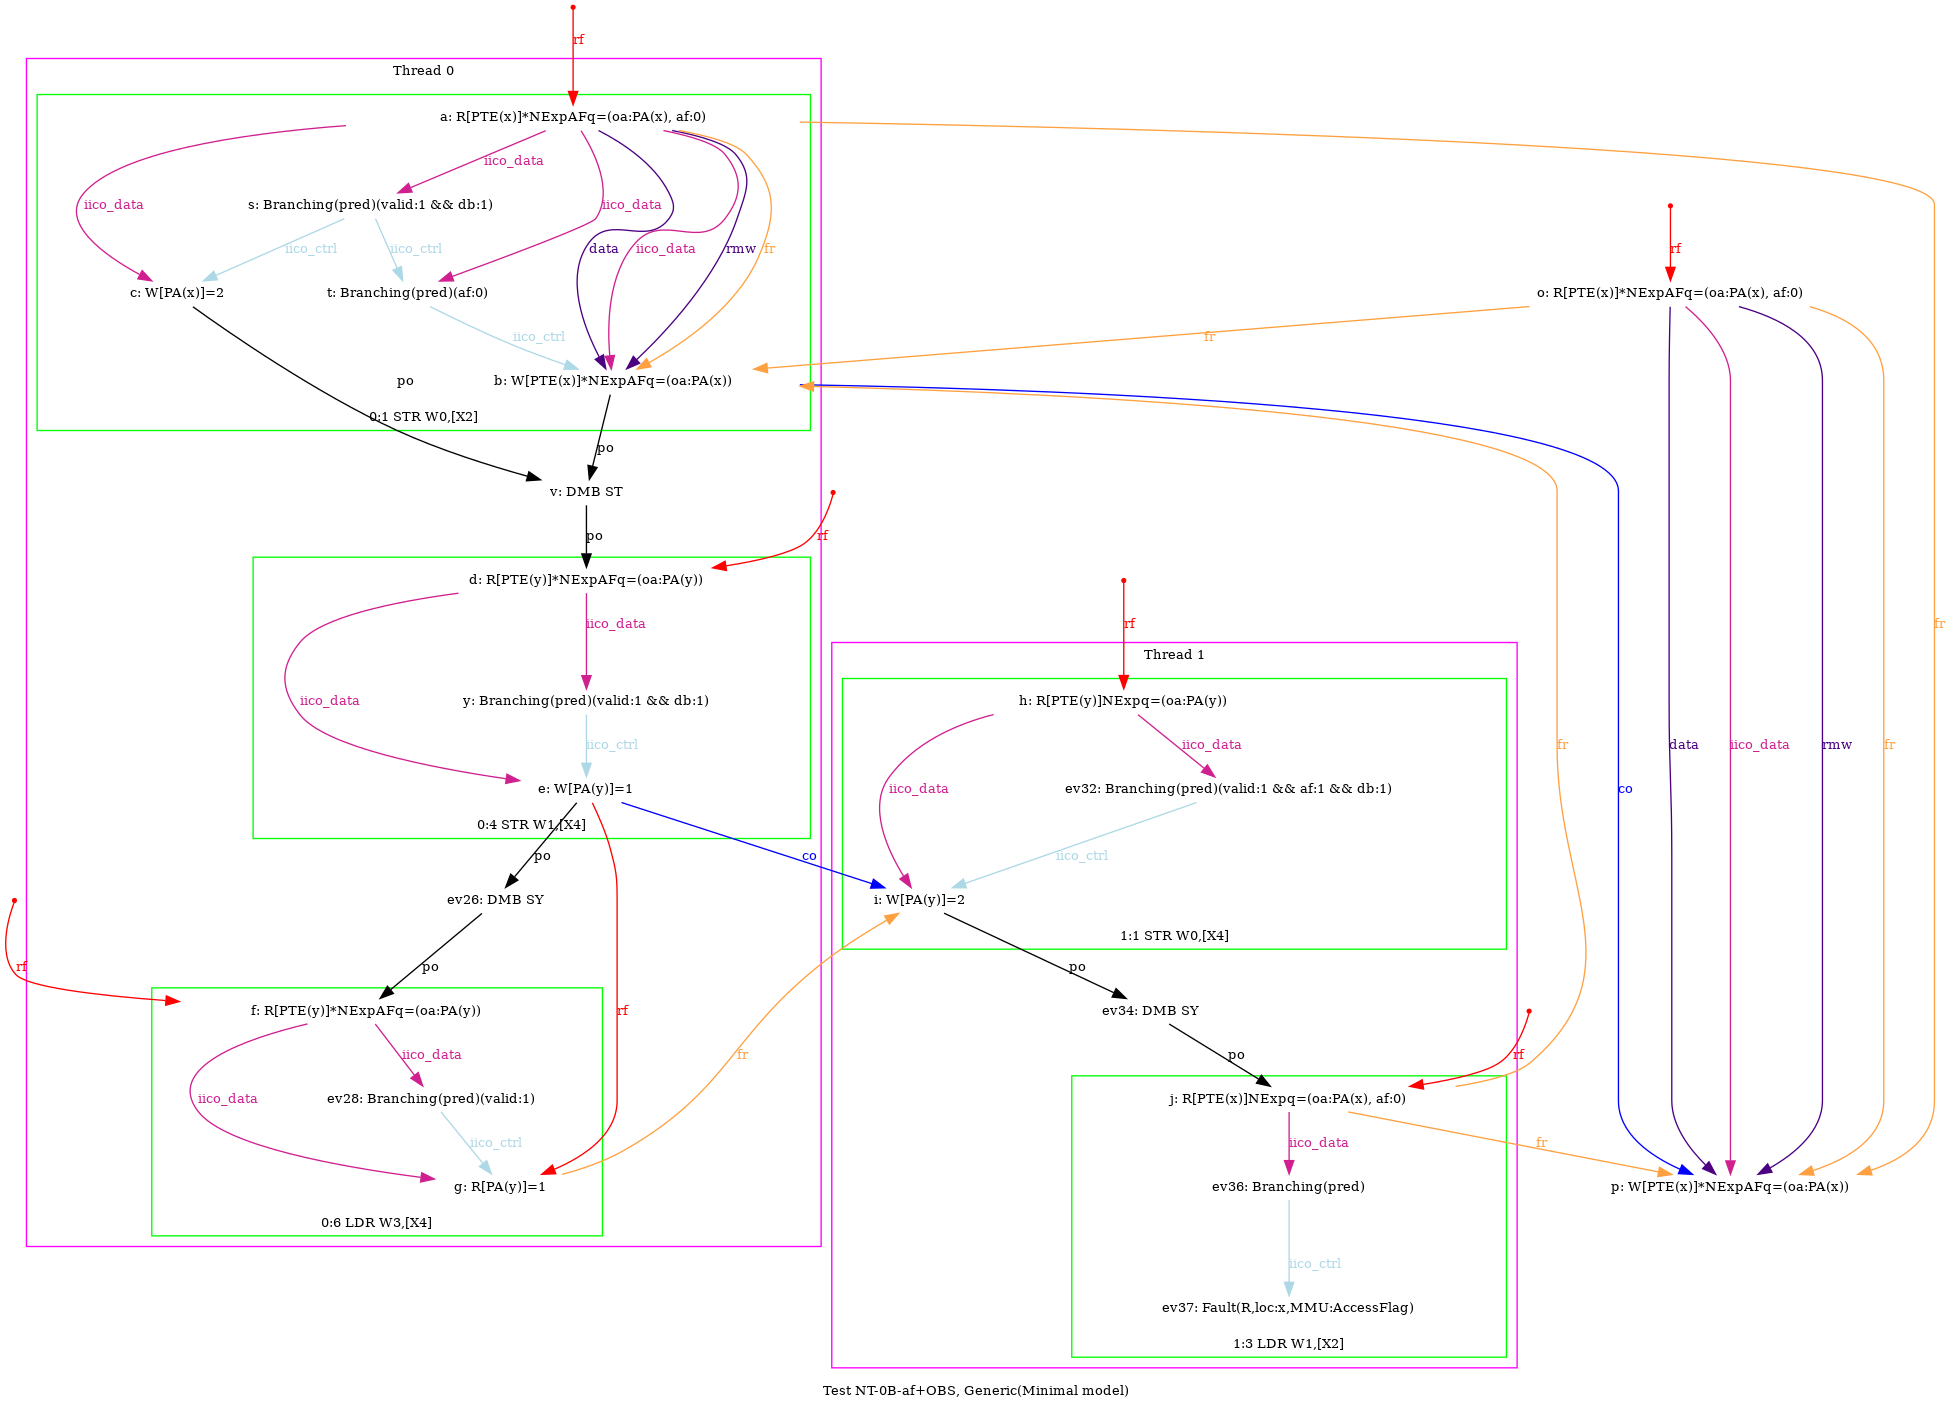 rf
Thread 0
a: R[PTE(x)]*NExpAFq=(oa:PA(x), af:0)
iico_data
iico_data
iico_data
s: Branching(pred)(valid:1 && db:1)
rf
iico_ctrl
iico_ctrl
data
iico_data
rmw
fr
c: W[PA(x)]=2
t: Branching(pred)(af:0)
o: R[PTE(x)]*NExpAFq=(oa:PA(x), af:0)
iico_ctrl
fr
po
b: W[PTE(x)]*NExpAFq=(oa:PA(x))
0:1 STR W0,[X2]
po
v: DMB ST
po
rf
d: R[PTE(y)]*NExpAFq=(oa:PA(y))
iico_data
rf
fr
Thread 1
iico_data
y: Branching(pred)(valid:1 && db:1)
h: R[PTE(y)]NExpq=(oa:PA(y))
iico_ctrl
iico_data
fr
data
iico_data
rmw
fr
e: W[PA(y)]=1
iico_data
ev32: Branching(pred)(valid:1 && af:1 && db:1)
co
0:4 STR W1,[X4]
po
co
iico_ctrl
ev26: DMB SY
i: W[PA(y)]=2
1:1 STR W0,[X4]
rf
po
po
f: R[PTE(y)]*NExpAFq=(oa:PA(y))
rf
ev34: DMB SY
iico_data
fr
po
rf
iico_data
ev28: Branching(pred)(valid:1)
j: R[PTE(x)]NExpq=(oa:PA(x), af:0)
iico_ctrl
iico_data
fr
g: R[PA(y)]=1
ev36: Branching(pred)
p: W[PTE(x)]*NExpAFq=(oa:PA(x))
0:6 LDR W3,[X4]
iico_ctrl
ev37: Fault(R,loc:x,MMU:AccessFlag)
1:3 LDR W1,[X2]
Test NT-0B-af+OBS, Generic(Minimal model)